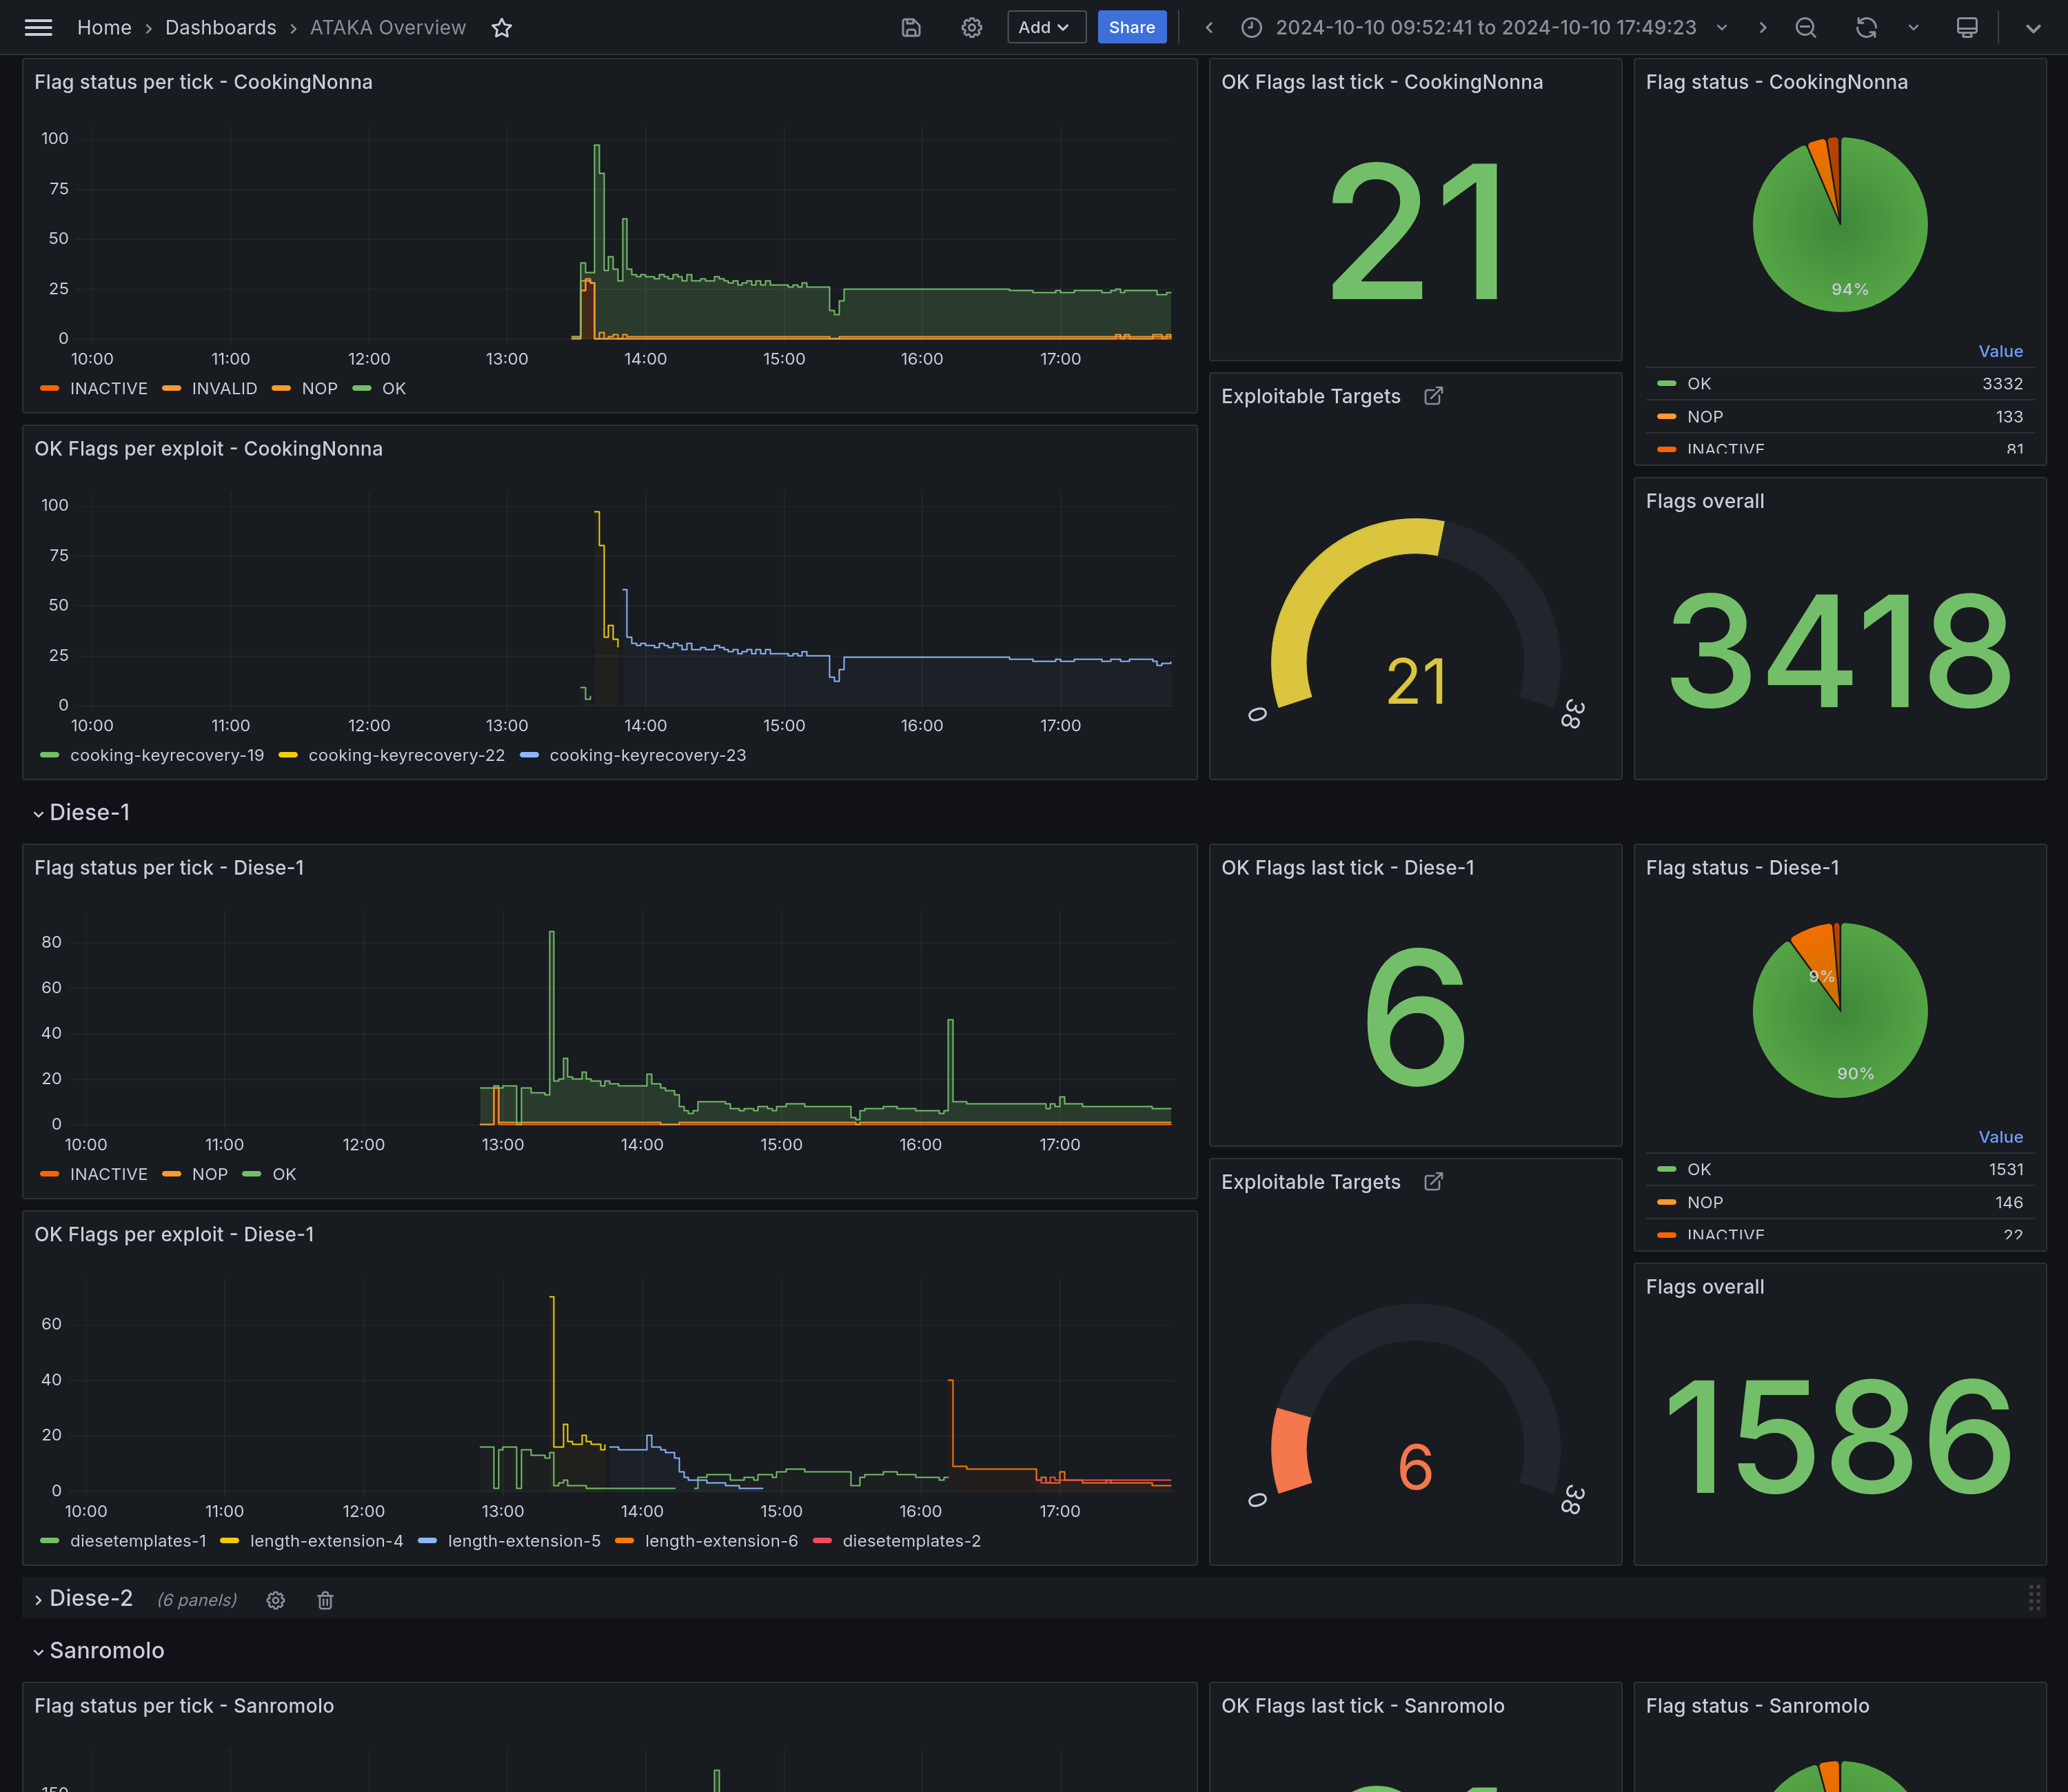 Home › Dashboards › ATAKA Overview Add Share 2024-10-10 09:52:41 to 2024-10-10 17:49:23
Flag status per tick - CookingNonna
100
75
50
25
0
10:00 11:00 12:00 13:00 14:00 15:00 16:00 17:00
INACTIVE INVALID NOP OK
OK Flags last tick - CookingNonna
21
Flag status - CookingNonna
94%
Value
OK 3332
NOP 133
INACTIVE 81
OK Flags per exploit - CookingNonna
100
75
50
25
0
10:00 11:00 12:00 13:00 14:00 15:00 16:00 17:00
cooking-keyrecovery-19 cooking-keyrecovery-22 cooking-keyrecovery-23
Exploitable Targets
21
0 38
Flags overall
3418
Diese-1
Flag status per tick - Diese-1
80
60
40
20
0
10:00 11:00 12:00 13:00 14:00 15:00 16:00 17:00
INACTIVE NOP OK
OK Flags last tick - Diese-1
6
Flag status - Diese-1
9%
90%
Value
OK 1531
NOP 146
INACTIVE 22
OK Flags per exploit - Diese-1
60
40
20
0
10:00 11:00 12:00 13:00 14:00 15:00 16:00 17:00
diesetemplates-1 length-extension-4 length-extension-5 length-extension-6 diesetemplates-2
Exploitable Targets
6
0 38
Flags overall
1586
Diese-2 (6 panels)
Sanromolo
Flag status per tick - Sanromolo
150
OK Flags last tick - Sanromolo
Flag status - Sanromolo